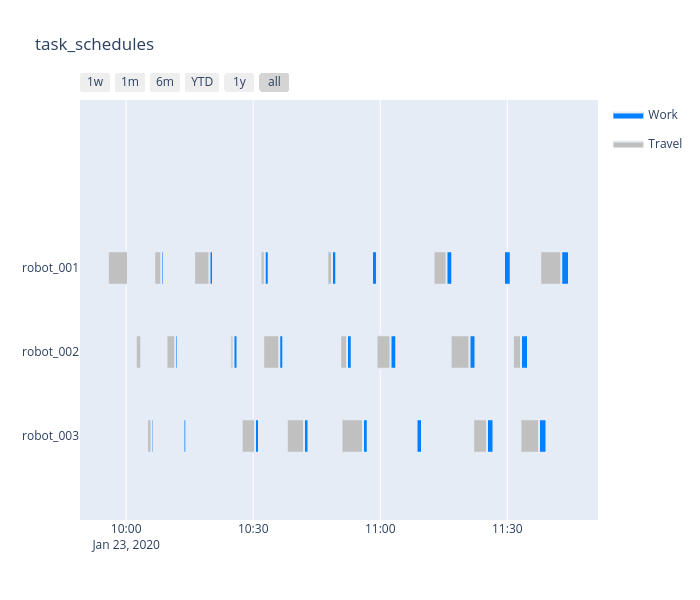 task_schedules
1w 1m 6m YTD 1y all
Work
Travel
robot_001
robot_002
robot_003
10:00 10:30 11:00 11:30
Jan 23, 2020